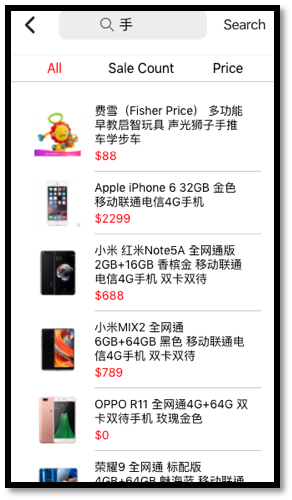 手
Search
All
Sale Count
Price
费雪（Fisher Price） 多功能
早教启智玩具 声光狮子手推
车学步车
$88
Apple iPhone 6 32GB 金色
移动联通电信4G手机
$2299
小米 红米Note5A 全网通版
2GB+16GB 香槟金 移动联通
电信4G手机 双卡双待
$688
小米MIX2 全网通
6GB+64GB 黑色 移动联通电
信4G手机 双卡双待
$789
OPPO R11 全网通4G+64G 双
卡双待手机 玫瑰金色
$0
荣耀9 全网通 标配版
4GB+64GB 魅海蓝 移动联通